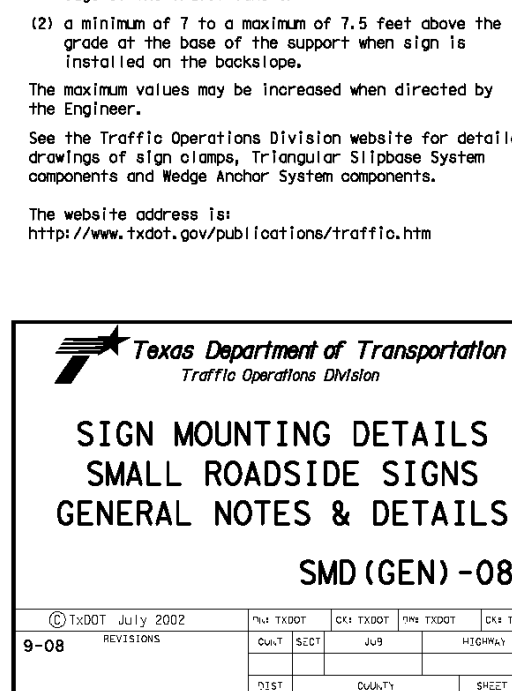 (2) a minimum of 7 to a maximum of 7.5 feet above the
grade at the base of the support when sign is
installed on the backslope.
The maximum values may be increased when directed by
the Engineer.
See the Traffic Operations Division website for detail
drawings of sign clamps, Triangular Slipbase System
components and Wedge Anchor System components.
The website address is:
http://www.txdot.gov/publications/traffic.htm
Texas Department of Transportation
Traffic Operations Division
SIGN MOUNTING DETAILS
SMALL ROADSIDE SIGNS
GENERAL NOTES & DETAILS
SMD(GEN)-08
© TxDOT July 2002 DN: TXDOT CK: TXDOT DW: TXDOT CK:
9-08 REVISIONS CONT SECT JOB HIGHWAY
DIST COUNTY SHEET